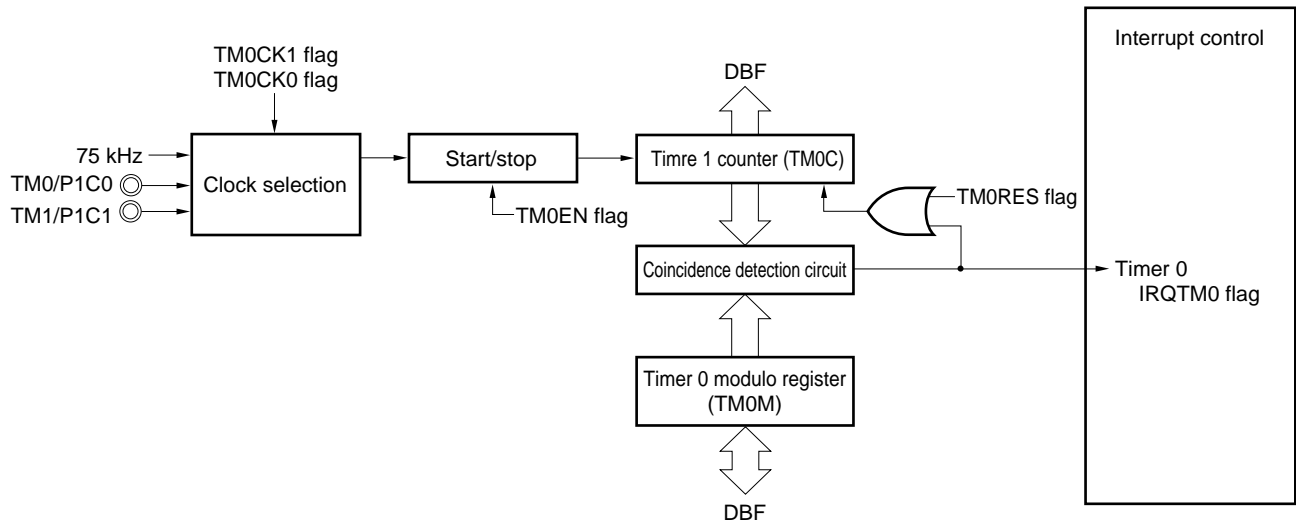 TM0CK1 flag
TM0CK0 flag
75 kHz
TM0/P1C0
TM1/P1C1
Clock selection
Start/stop
TM0EN flag
DBF
Timre 1 counter (TM0C)
TM0RES flag
Coincidence detection circuit
Timer 0 modulo register
(TM0M)
DBF
Interrupt control
Timer 0
IRQTM0 flag